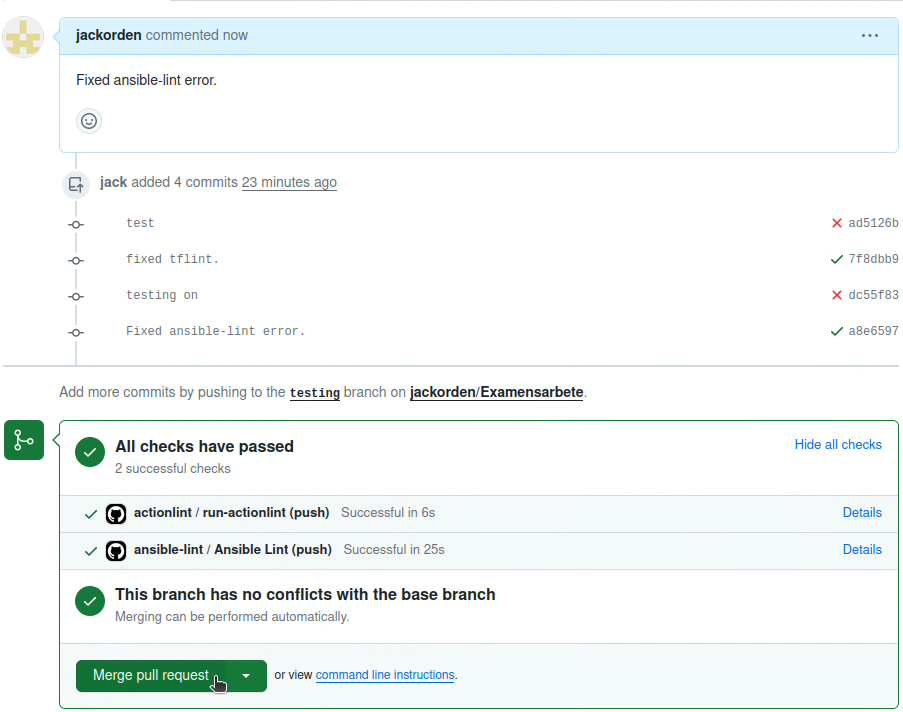 jackorden commented now
Fixed ansible-lint error.
jack added 4 commits 23 minutes ago
test ad5126b
fixed tflint. 7f8dbb9
testing on dc55f83
Fixed ansible-lint error. a8e6597
Add more commits by pushing to the testing branch on jackorden/Examensarbete.
All checks have passed
Hide all checks
2 successful checks
actionlint / run-actionlint (push) Successful in 6s Details
ansible-lint / Ansible Lint (push) Successful in 25s Details
This branch has no conflicts with the base branch
Merging can be performed automatically.
Merge pull request or view command line instructions.